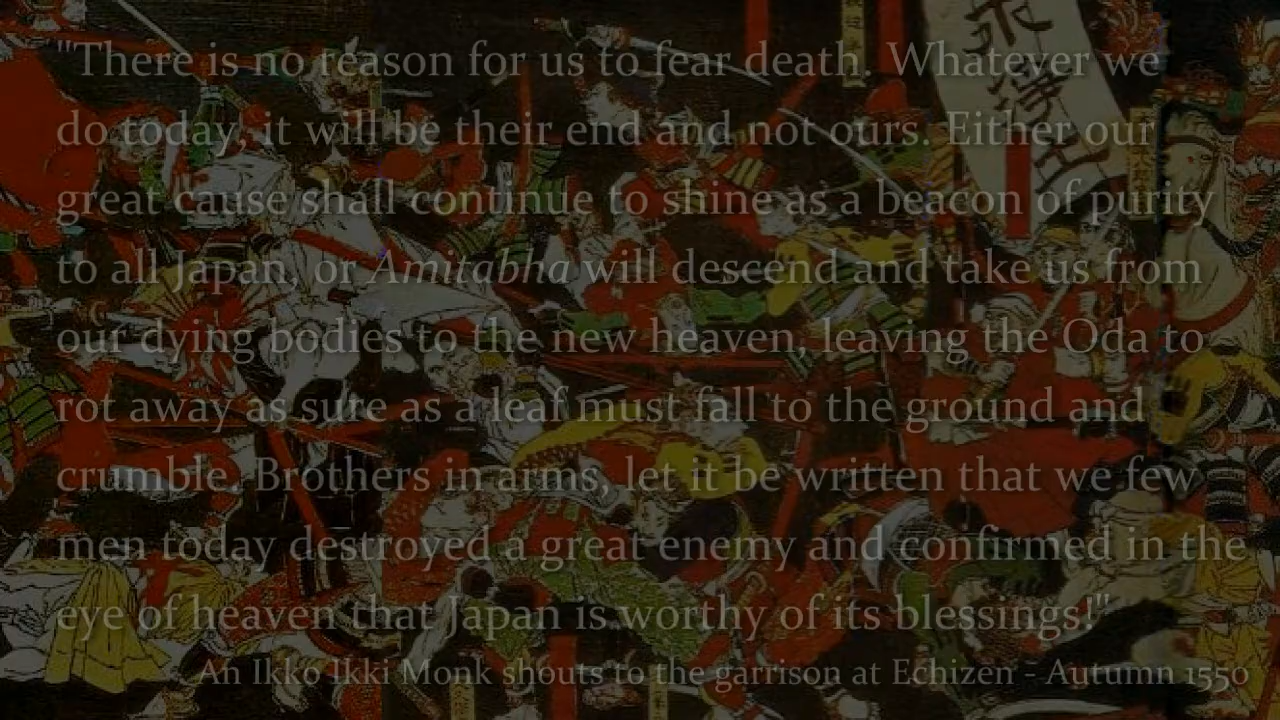 "There is no reason for us to fear death. Whatever we
do today, it will be their end and not ours. Either our
great cause shall continue to shine as a beacon of purity
to all Japan, or Amitabha will descend and take us from
our dying bodies to the new heaven, leaving the Oda to
rot away as sure as a leaf must fall to the ground and
crumble. Brothers in arms, let it be written that we few
men today destroyed a great enemy and confirmed in the
eye of heaven that Japan is worthy of its blessings!"
An Ikko Ikki Monk shouts to the garrison at Echizen - Autumn 1550